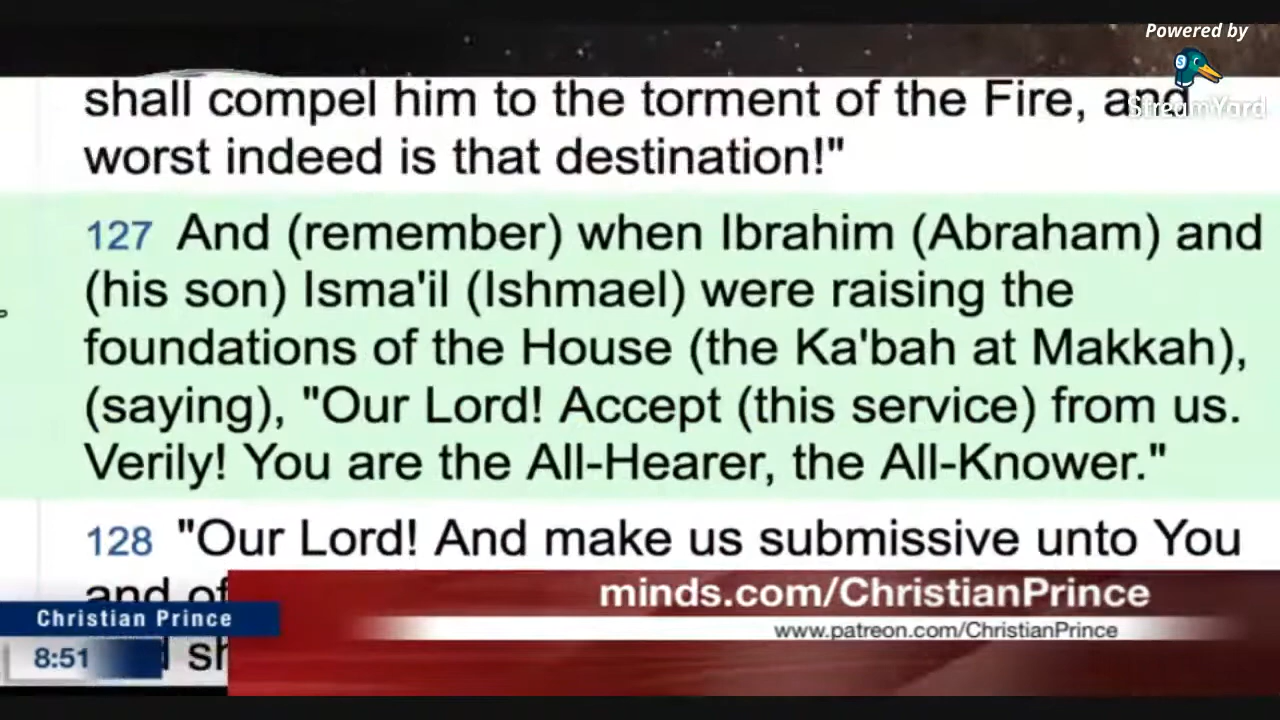 Powered by
StreamYard
shall compel him to the torment of the Fire, and
worst indeed is that destination!"
127 And (remember) when Ibrahim (Abraham) and
(his son) Isma'il (Ishmael) were raising the
foundations of the House (the Ka'bah at Makkah),
(saying), "Our Lord! Accept (this service) from us.
Verily! You are the All-Hearer, the All-Knower."
128 "Our Lord! And make us submissive unto You
and of
minds.com/ChristianPrince
Christian Prince
www.patreon.com/ChristianPrince
8:51